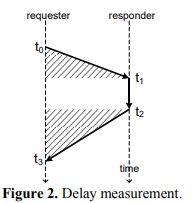 requester responder
t0
t1
t2
t3
time
Figure 2. Delay measurement.